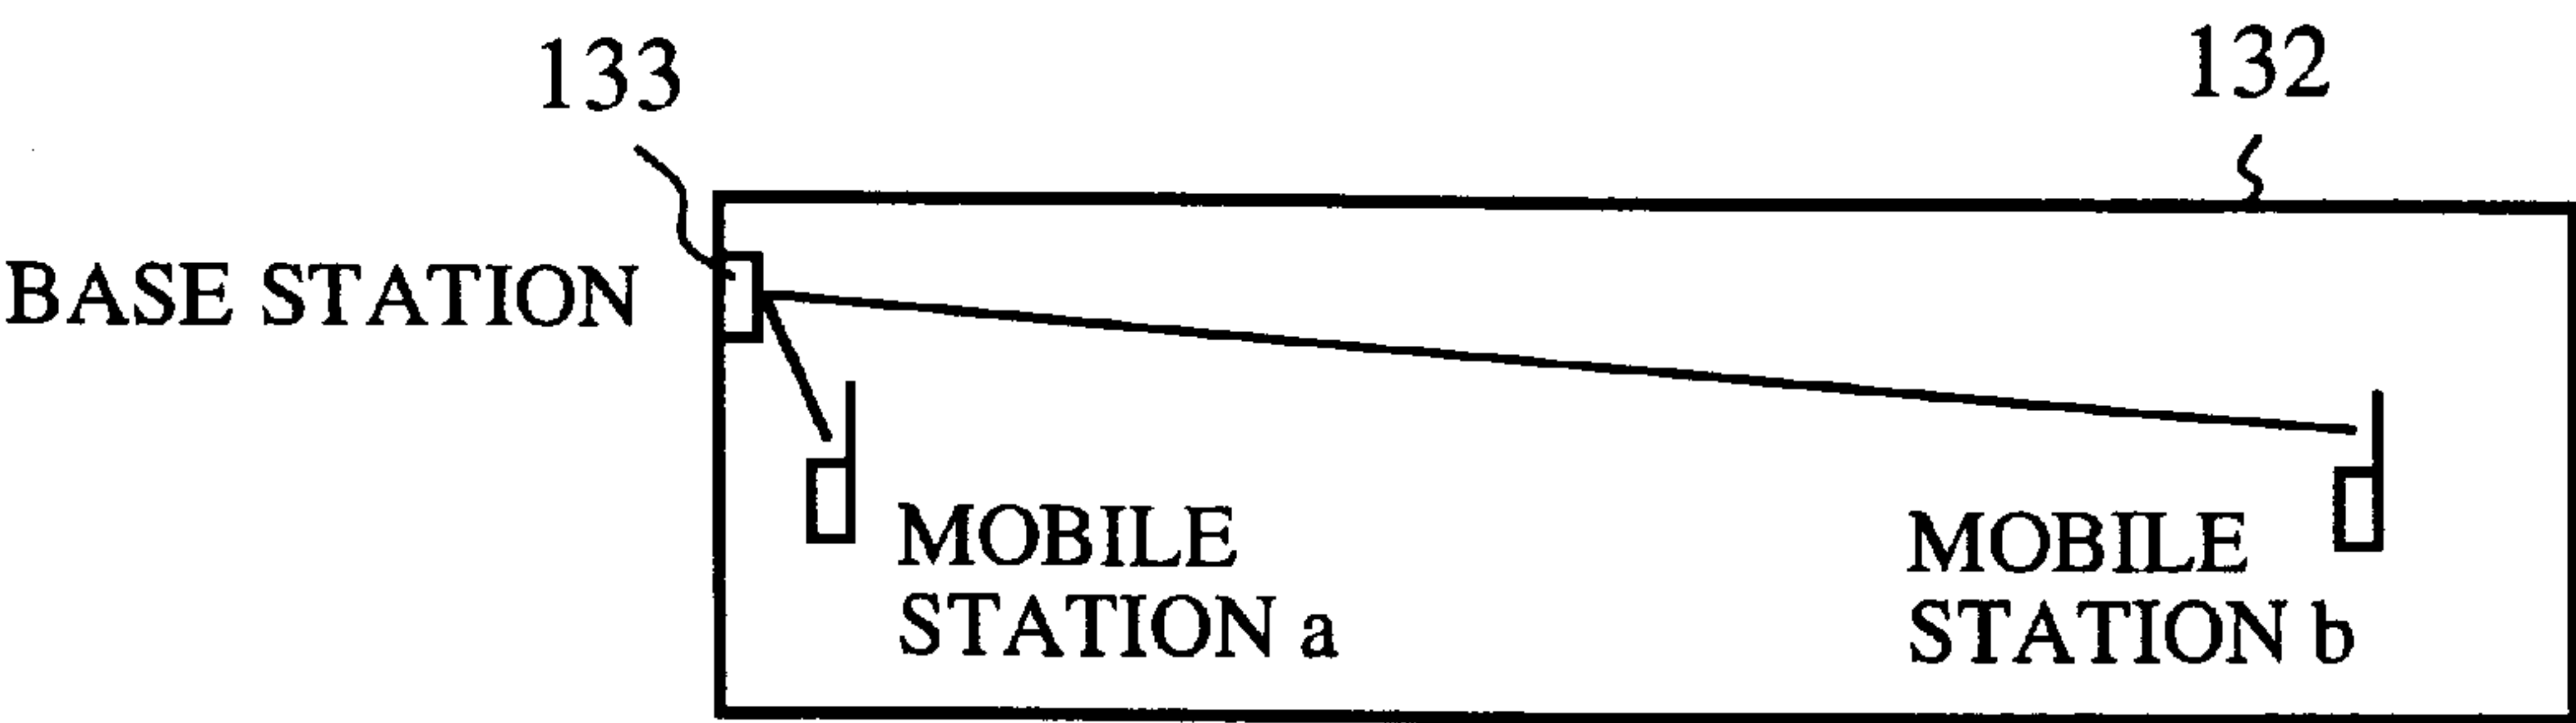 133
132
BASE STATION
MOBILE
STATION a
MOBILE
STATION b